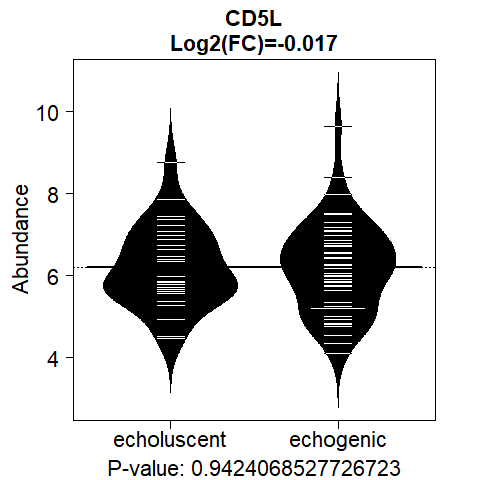 CD5L
Log2(FC)=-0.017
Abundance
10
8
6
4
echoluscent echogenic
P-value: 0.9424068527726723